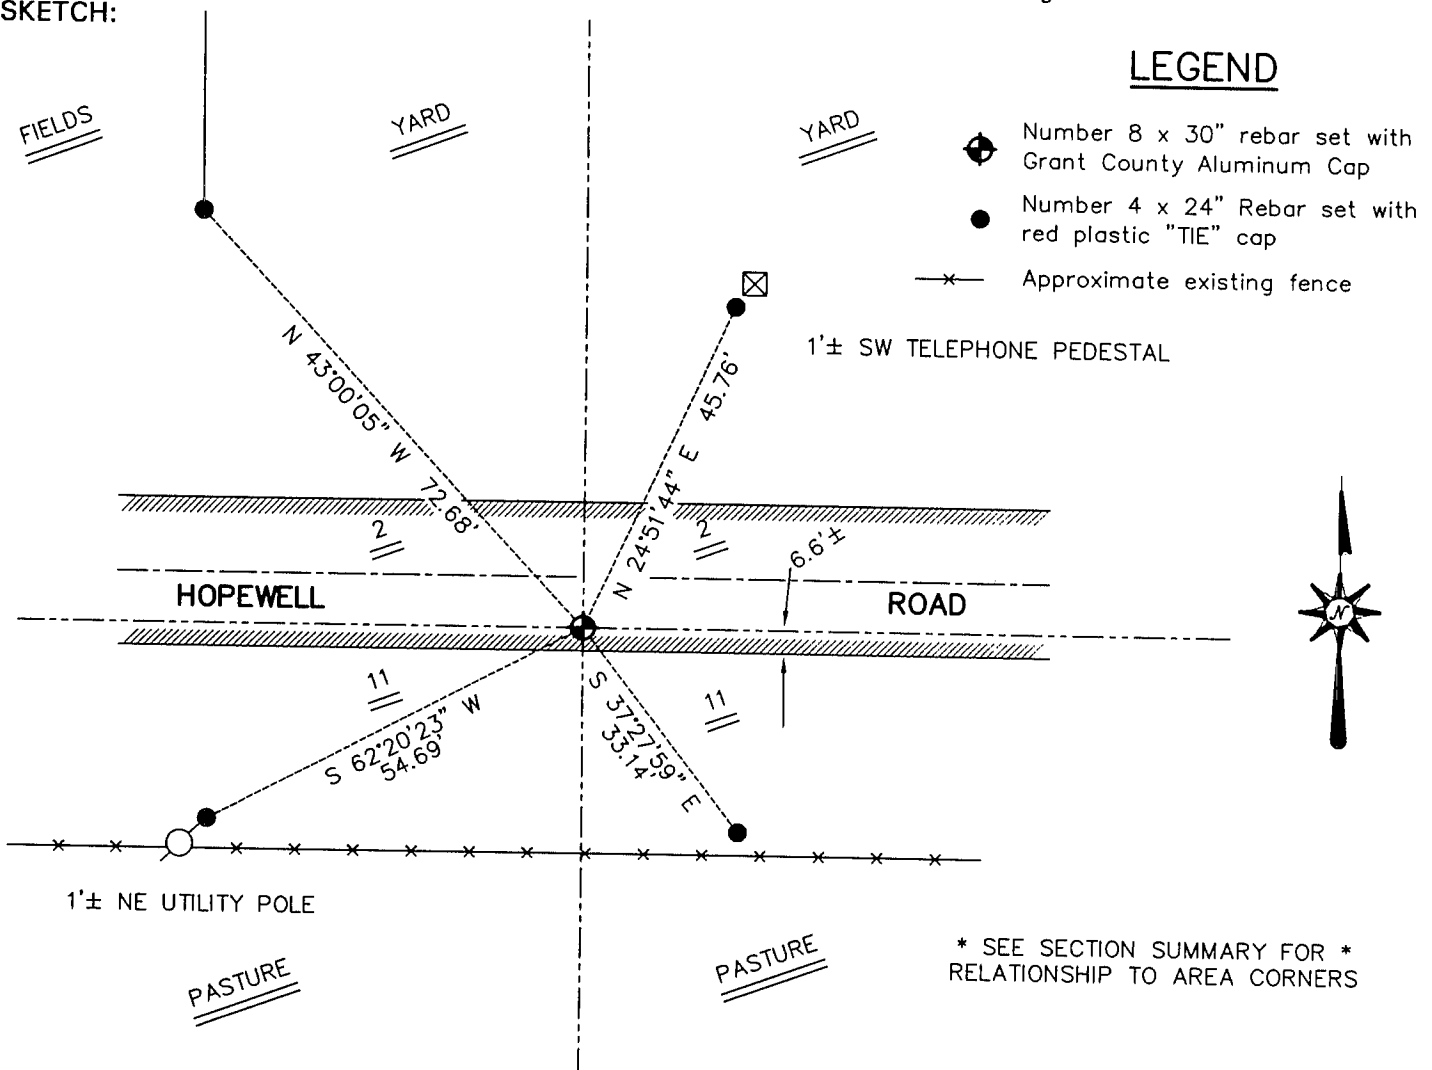 SKETCH:
LEGEND
Number 8 x 30" rebar set with
Grant County Aluminum Cap
Number 4 x 24" Rebar set with
red plastic "TIE" cap
Approximate existing fence
FIELDS
YARD
YARD
1'± SW TELEPHONE PEDESTAL
N 43°00'05" W 72.68'
N 24°51'44" E 45.76'
2
2
6.6'±
HOPEWELL ROAD
N
11
11
S 62°20'23" W
54.69'
S 37°27'59" E
33.14'
1'± NE UTILITY POLE
PASTURE
PASTURE
* SEE SECTION SUMMARY FOR *
RELATIONSHIP TO AREA CORNERS